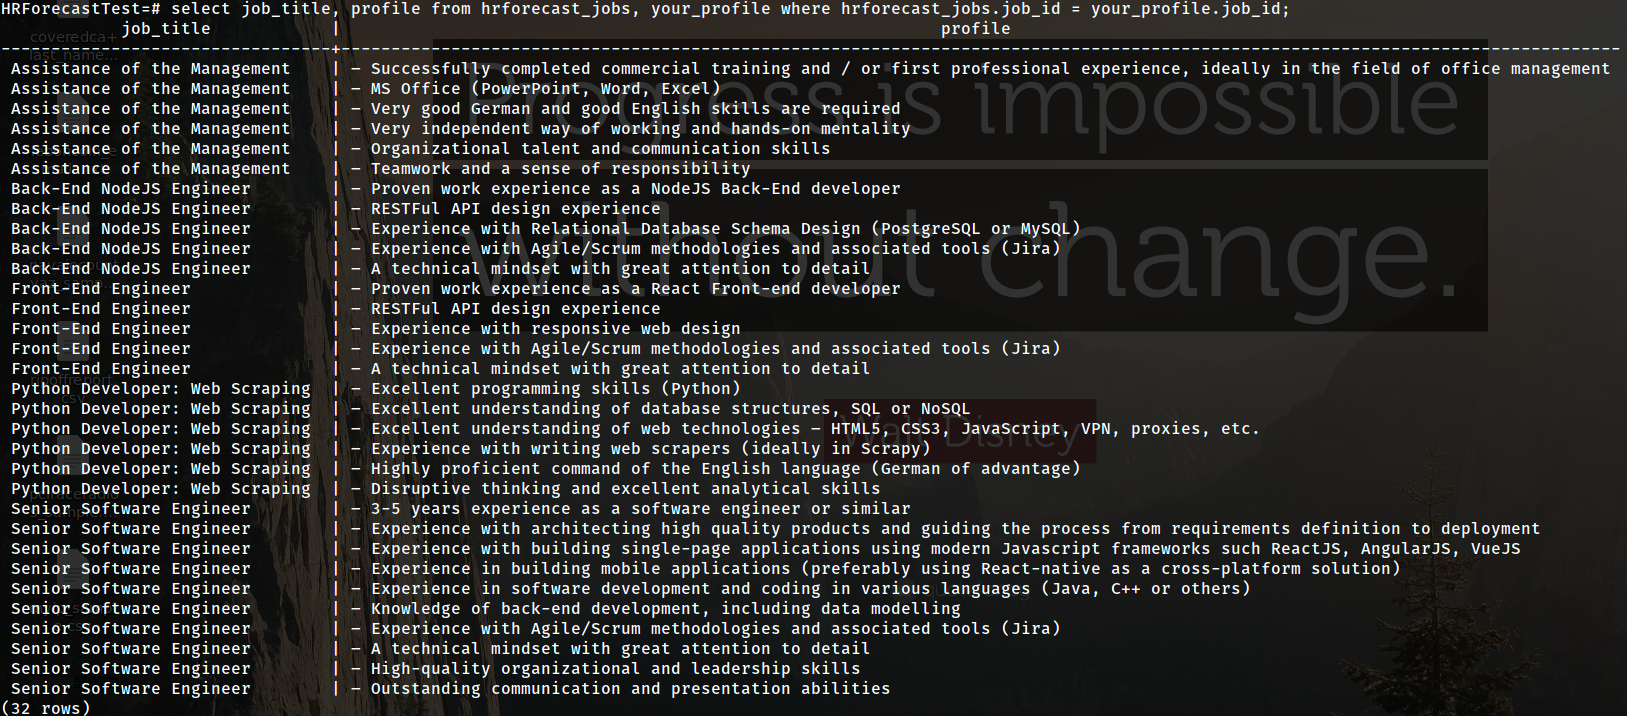 HRForecastTest=# select job_title, profile from hrforecast_jobs, your_profile where hrforecast_jobs.job_id = your_profile.job_id;
job_title | profile
Assistance of the Management | – Successfully completed commercial training and / or first professional experience, ideally in the field of office management
Assistance of the Management | – MS Office (PowerPoint, Word, Excel)
Assistance of the Management | – Very good German and good English skills are required
Assistance of the Management | – Very independent way of working and hands-on mentality
Assistance of the Management | – Organizational talent and communication skills
Assistance of the Management | – Teamwork and a sense of responsibility
Back-End NodeJS Engineer | – Proven work experience as a NodeJS Back-End developer
Back-End NodeJS Engineer | – RESTFul API design experience
Back-End NodeJS Engineer | – Experience with Relational Database Schema Design (PostgreSQL or MySQL)
Back-End NodeJS Engineer | – Experience with Agile/Scrum methodologies and associated tools (Jira)
Back-End NodeJS Engineer | – A technical mindset with great attention to detail
Front-End Engineer | – Proven work experience as a React Front-end developer
Front-End Engineer | – RESTFul API design experience
Front-End Engineer | – Experience with responsive web design
Front-End Engineer | – Experience with Agile/Scrum methodologies and associated tools (Jira)
Front-End Engineer | – A technical mindset with great attention to detail
Python Developer: Web Scraping | – Excellent programming skills (Python)
Python Developer: Web Scraping | – Excellent understanding of database structures, SQL or NoSQL
Python Developer: Web Scraping | – Excellent understanding of web technologies – HTML5, CSS3, JavaScript, VPN, proxies, etc.
Python Developer: Web Scraping | – Experience with writing web scrapers (ideally in Scrapy)
Python Developer: Web Scraping | – Highly proficient command of the English language (German of advantage)
Python Developer: Web Scraping | – Disruptive thinking and excellent analytical skills
Senior Software Engineer | – 3-5 years experience as a software engineer or similar
Senior Software Engineer | – Experience with architecting high quality products and guiding the process from requirements definition to deployment
Senior Software Engineer | – Experience with building single-page applications using modern Javascript frameworks such ReactJS, AngularJS, VueJS
Senior Software Engineer | – Experience in building mobile applications (preferably using React-native as a cross-platform solution)
Senior Software Engineer | – Experience in software development and coding in various languages (Java, C++ or others)
Senior Software Engineer | – Knowledge of back-end development, including data modelling
Senior Software Engineer | – Experience with Agile/Scrum methodologies and associated tools (Jira)
Senior Software Engineer | – A technical mindset with great attention to detail
Senior Software Engineer | – High-quality organizational and leadership skills
Senior Software Engineer | – Outstanding communication and presentation abilities
(32 rows)
Progress is impossible
without change.
Walt Disney